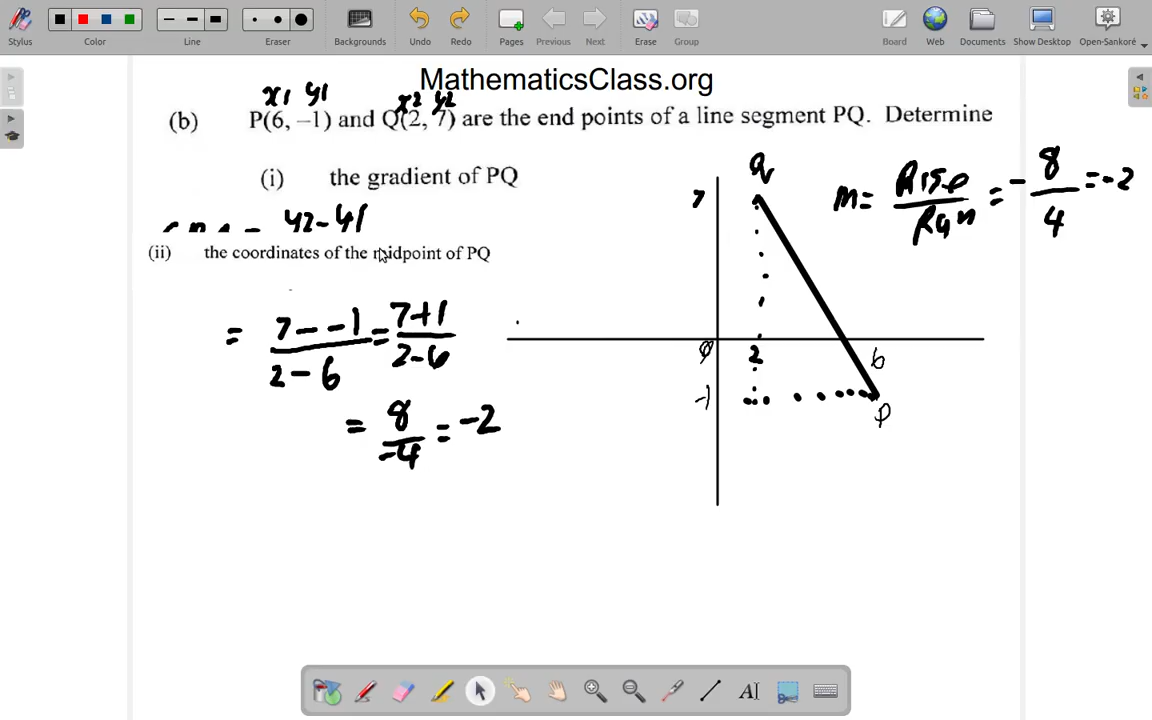 Stylus Color Line Eraser Backgrounds Undo Redo Pages Previous Next Erase Group Board Web Documents Show Desktop Open-Sankoré
MathematicsClass.org
x1 y1 x2 y2
(b) P(6, –1) and Q(2, 7) are the end points of a line segment PQ. Determine
(i) the gradient of PQ
y2-y1
(ii) the coordinates of the midpoint of PQ
= 7--1 / 2-6 = 7+1 / 2-6
= 8 / -4 = -2
Q
7
m = Rise / Run = - 8 / 4 = -2
2
6
-1
P
AI